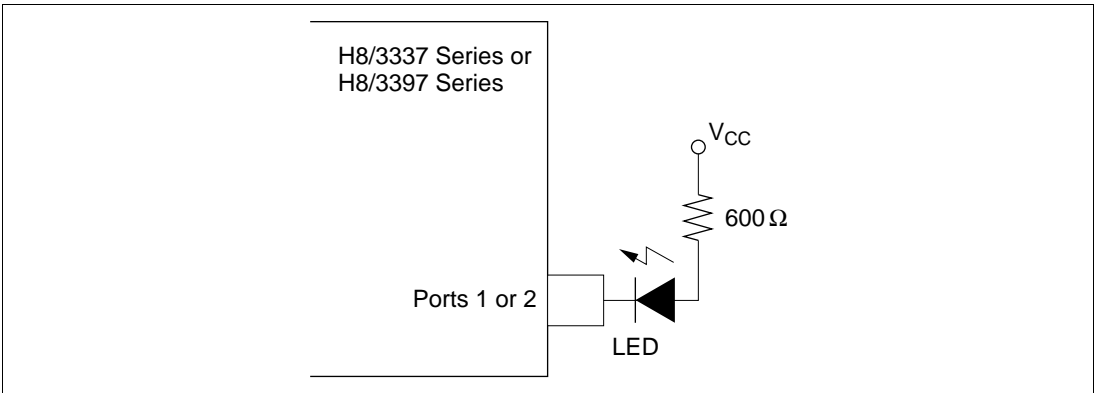 H8/3337 Series or
H8/3397 Series
VCC
600 Ω
Ports 1 or 2
LED